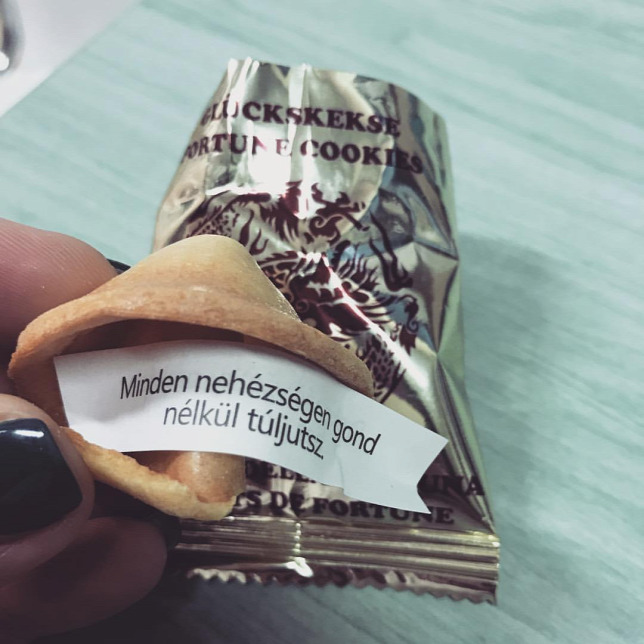 GLÜCKSKEKSE
FORTUNE COOKIES
Minden nehézségen gond
nélkül túljutsz.
DE FORTUNE